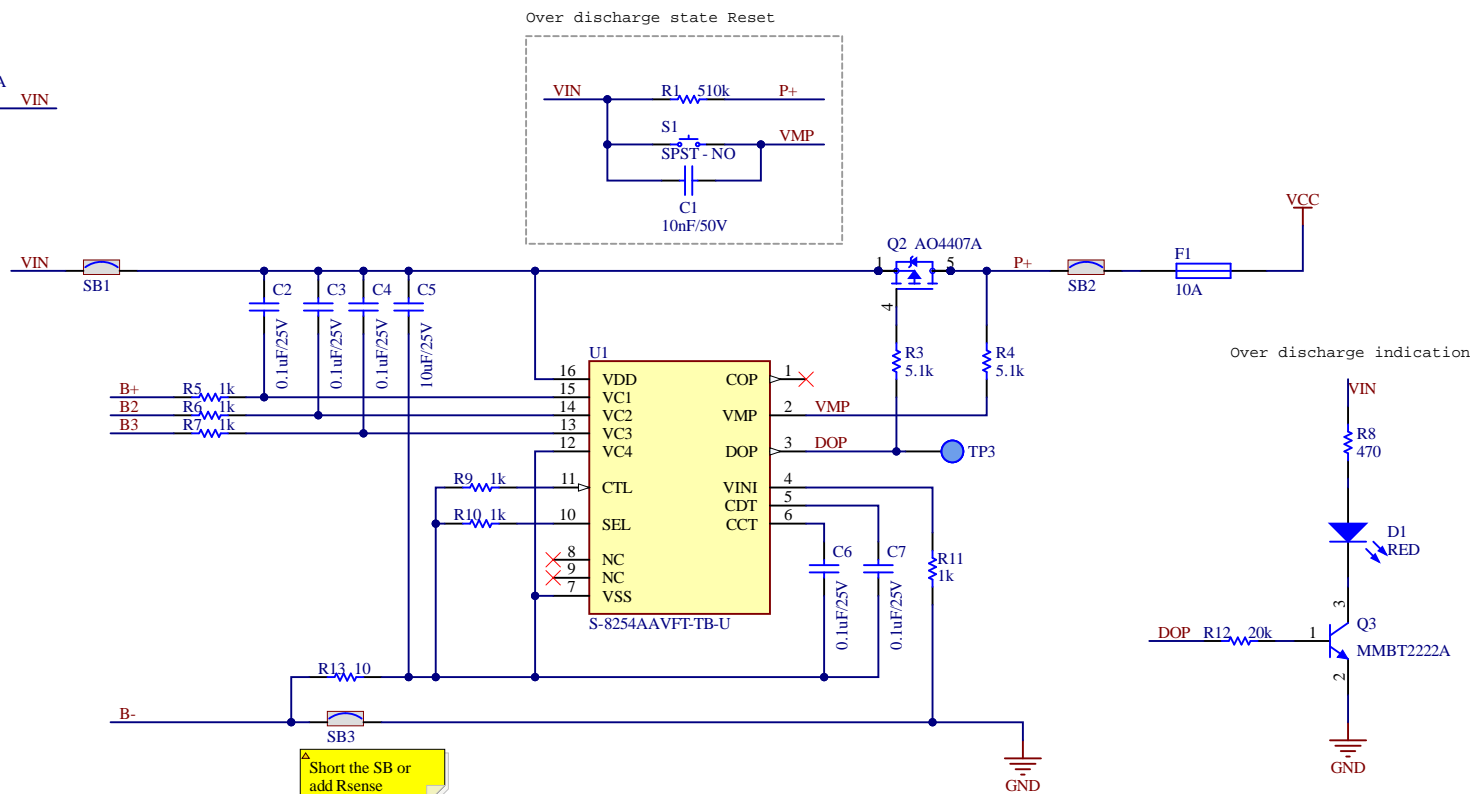 Over discharge state Reset
A
VIN
VIN
R1 510k
P+
S1
SPST - NO
VMP
C1
10nF/50V
VIN
SB1
C2
0.1uF/25V
C3
0.1uF/25V
C4
0.1uF/25V
C5
10uF/25V
Q2 AO4407A
1
5
4
P+
SB2
F1
10A
VCC
R3
5.1k
R4
5.1k
B+ R5 1k
B2 R6 1k
B3 R7 1k
U1
16 VDD
15 VC1
14 VC2
13 VC3
12 VC4
11 CTL
10 SEL
8 NC
9 NC
7 VSS
COP 1
VMP 2 VMP
DOP 3 DOP
VINI 4
CDT 5
CCT 6
S-8254AAVFT-TB-U
TP3
R9 1k
R10 1k
C6
0.1uF/25V
C7
0.1uF/25V
R11
1k
R13 10
B-
SB3
Short the SB or
add Rsense
GND
Over discharge indication
VIN
R8
470
D1
RED
DOP R12 20k
1
3
2
Q3
MMBT2222A
GND